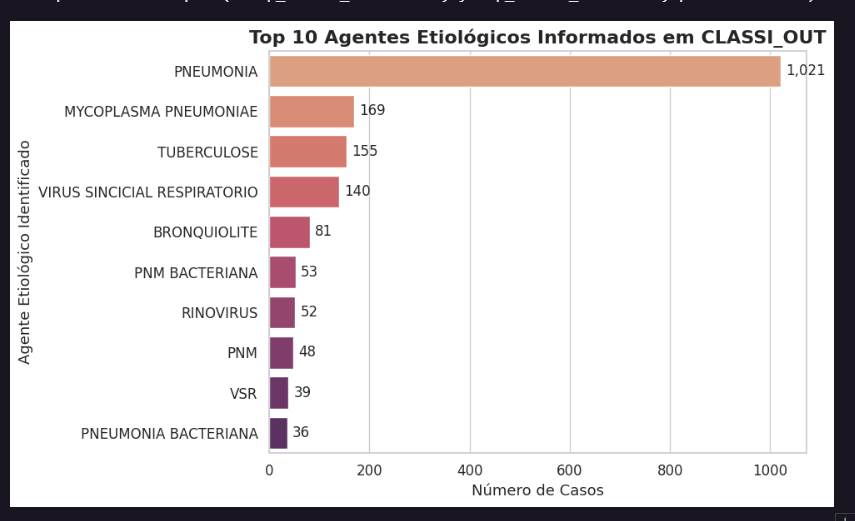 Top 10 Agentes Etiológicos Informados em CLASSI_OUT
Agente Etiológico Identificado
PNEUMONIA 1,021
MYCOPLASMA PNEUMONIAE 169
TUBERCULOSE 155
VIRUS SINCICIAL RESPIRATORIO 140
BRONQUIOLITE 81
PNM BACTERIANA 53
RINOVIRUS 52
PNM 48
VSR 39
PNEUMONIA BACTERIANA 36
0 200 400 600 800 1000
Número de Casos